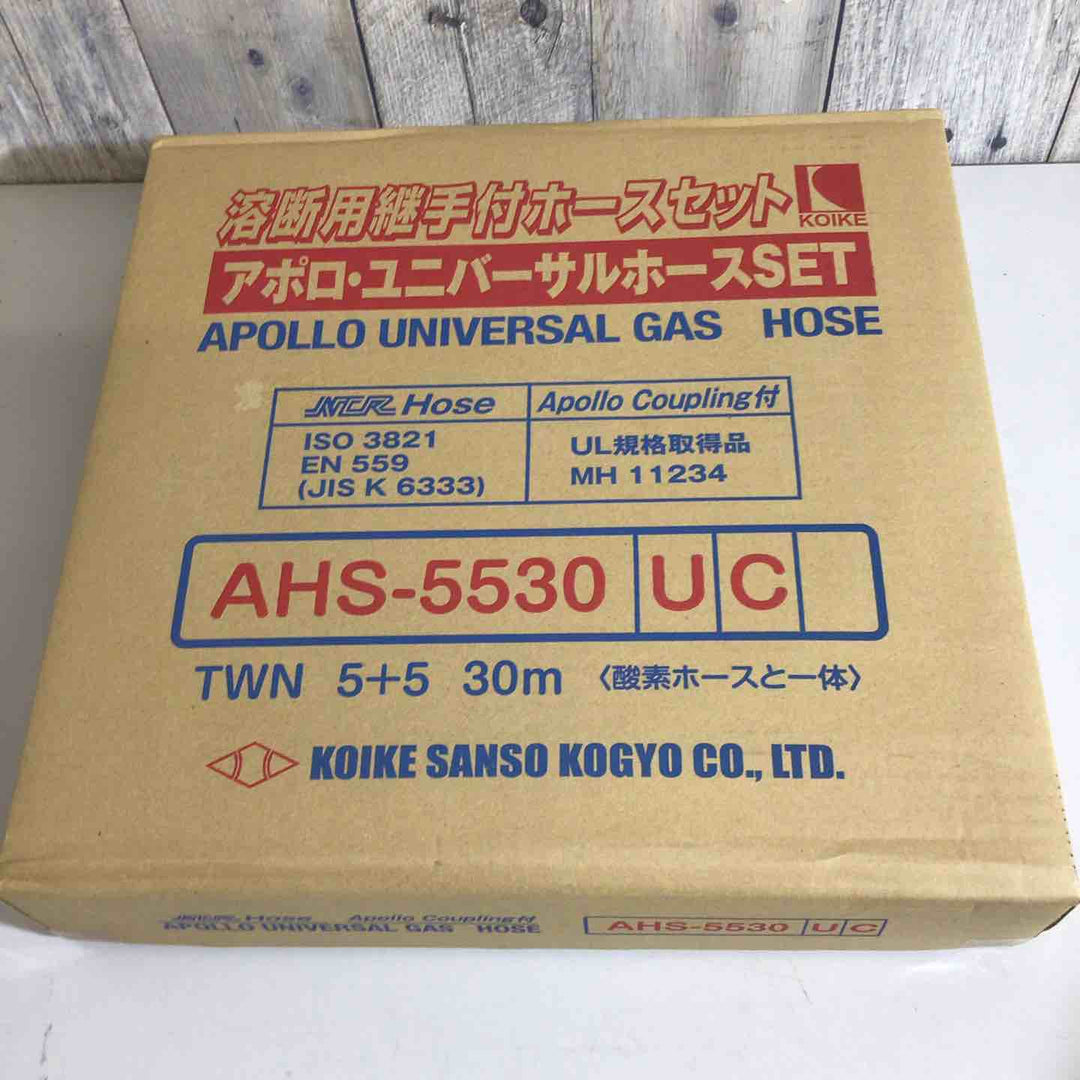 溶断用継手付ホースセット
KOIKE
アポロ・ユニバーサルホースSET
APOLLO UNIVERSAL GAS HOSE
NCR Hose
Apollo Coupling付
ISO 3821
EN 559
(JIS K 6333)
UL規格取得品
MH 11234
AHS-5530 U C
TWN 5+5 30m 〈酸素ホースと一体〉
KOIKE SANSO KOGYO CO., LTD.
NCR Hose Apollo Coupling付
APOLLO UNIVERSAL GAS HOSE
AHS-5530 U C